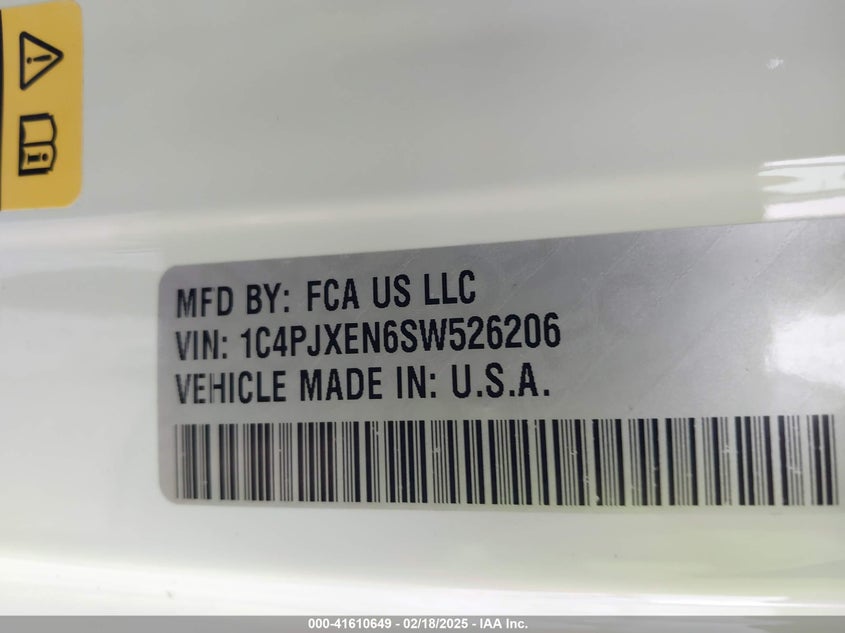 MFD BY: FCA US LLC
VIN: 1C4PJXEN6SW526206
VEHICLE MADE IN: U.S.A.
000-41610649 - 02/18/2025 - IAA Inc.